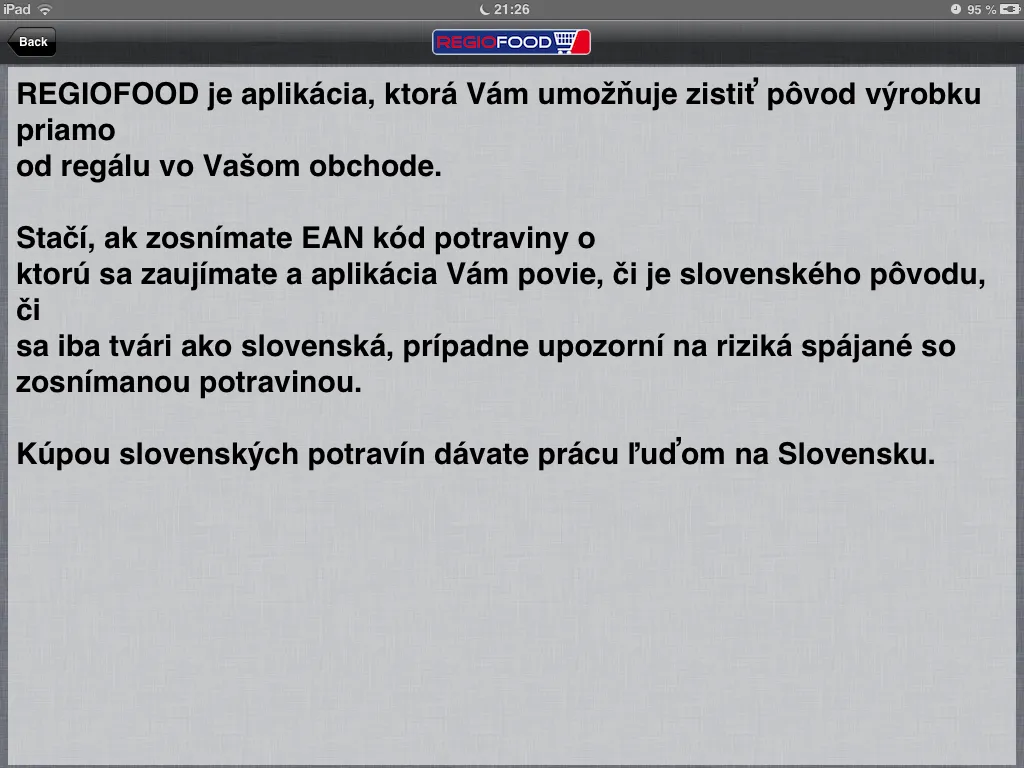 iPad 21:26 95 %
Back REGIOFOOD
REGIOFOOD je aplikácia, ktorá Vám umožňuje zistiť pôvod výrobku
priamo
od regálu vo Vašom obchode.
Stačí, ak zosnímate EAN kód potraviny o
ktorú sa zaujímate a aplikácia Vám povie, či je slovenského pôvodu,
či
sa iba tvári ako slovenská, prípadne upozorní na riziká spájané so
zosnímanou potravinou.
Kúpou slovenských potravín dávate prácu ľuďom na Slovensku.